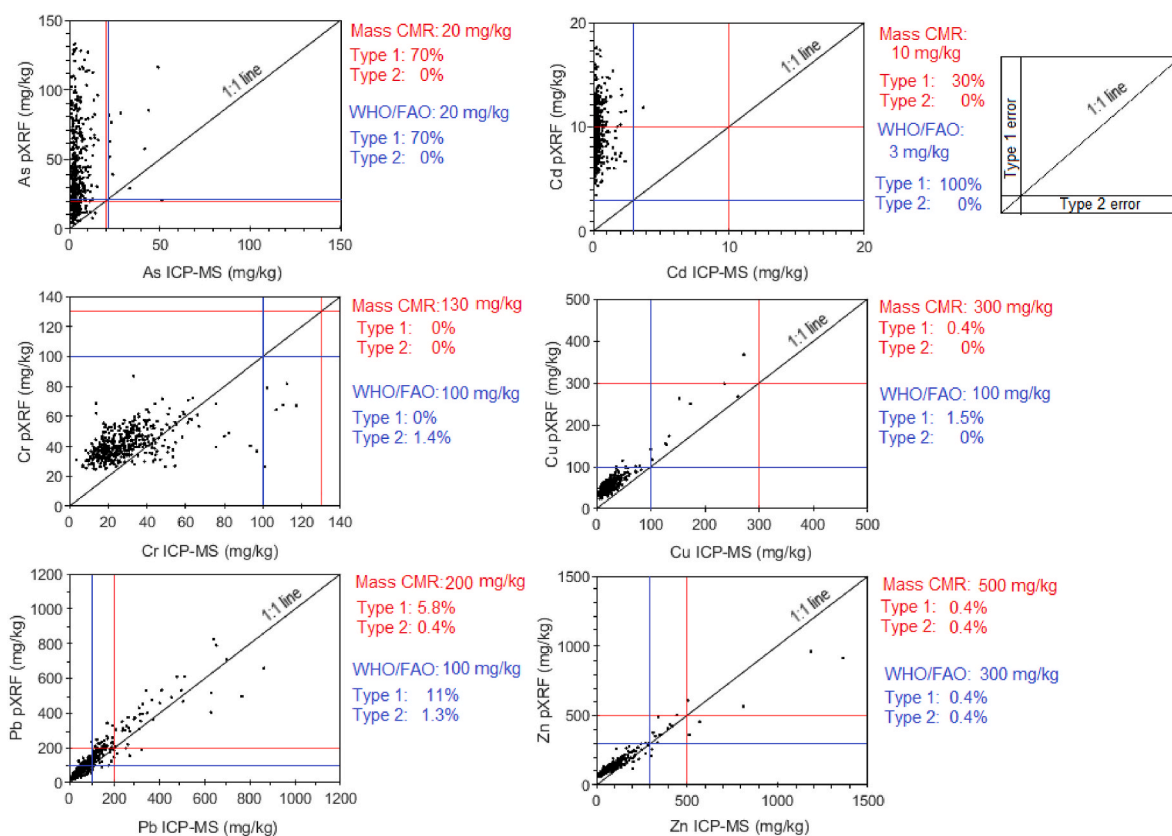 150
100
50
0
0
50
100
150
As pXRF (mg/kg)
As ICP-MS (mg/kg)
1:1 line
Mass CMR: 20 mg/kg
Type 1: 70%
Type 2: 0%
WHO/FAO: 20 mg/kg
Type 1: 70%
Type 2: 0%
20
10
0
0
10
20
Cd pXRF (mg/kg)
Cd ICP-MS (mg/kg)
1:1 line
Mass CMR:
10 mg/kg
Type 1: 30%
Type 2: 0%
WHO/FAO:
3 mg/kg
Type 1: 100%
Type 2: 0%
Type 1 error
1:1 line
Type 2 error
140
120
100
80
60
40
20
0
0
20
40
60
80
100
120
140
Cr pXRF (mg/kg)
Cr ICP-MS (mg/kg)
Mass CMR: 130 mg/kg
Type 1: 0%
Type 2: 0%
WHO/FAO: 100 mg/kg
Type 1: 0%
Type 2: 1.4%
500
400
300
200
100
0
0
100
200
300
400
500
Cu pXRF (mg/kg)
Cu ICP-MS (mg/kg)
1:1 line
Mass CMR: 300 mg/kg
Type 1: 0.4%
Type 2: 0%
WHO/FAO: 100 mg/kg
Type 1: 1.5%
Type 2: 0%
1200
1000
800
600
400
200
0
0
200
400
600
800
1000
1200
Pb pXRF (mg/kg)
Pb ICP-MS (mg/kg)
1:1 line
Mass CMR: 200 mg/kg
Type 1: 5.8%
Type 2: 0.4%
WHO/FAO: 100 mg/kg
Type 1: 11%
Type 2: 1.3%
1500
1000
500
0
0
500
1000
1500
Zn pXRF (mg/kg)
Zn ICP-MS (mg/kg)
1:1 line
Mass CMR: 500 mg/kg
Type 1: 0.4%
Type 2: 0.4%
WHO/FAO: 300 mg/kg
Type 1: 0.4%
Type 2: 0.4%